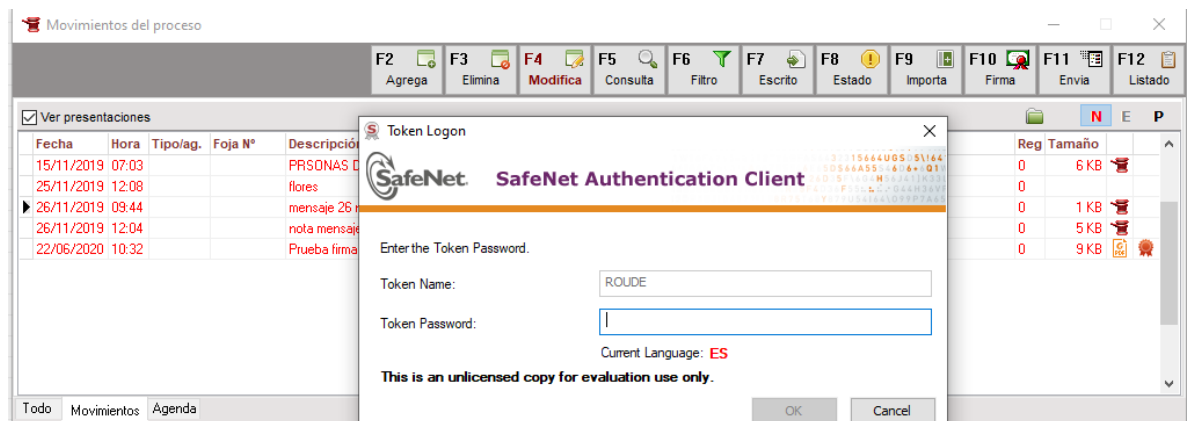 Movimientos del proceso
F2 F3 F4 F5 F6 F7 F8 F9 F10 F11 F12
Agrega Elimina Modifica Consulta Filtro Escrito Estado Importa Firma Envia Listado
Ver presentaciones N E P
Fecha Hora Tipo/ag. Foja Nº Descripción Reg Tamaño
15/11/2019 07:03 PRSONAS D 0 6 KB
25/11/2019 12:08 flores 0
26/11/2019 09:44 mensaje 26 0 1 KB
26/11/2019 12:04 nota mensaje 0 5 KB
22/06/2020 10:32 Prueba firma 0 9 KB
Token Logon
SafeNet. SafeNet Authentication Client
Enter the Token Password.
Token Name: ROUDE
Token Password:
Current Language: ES
This is an unlicensed copy for evaluation use only.
OK Cancel
Todo Movimientos Agenda